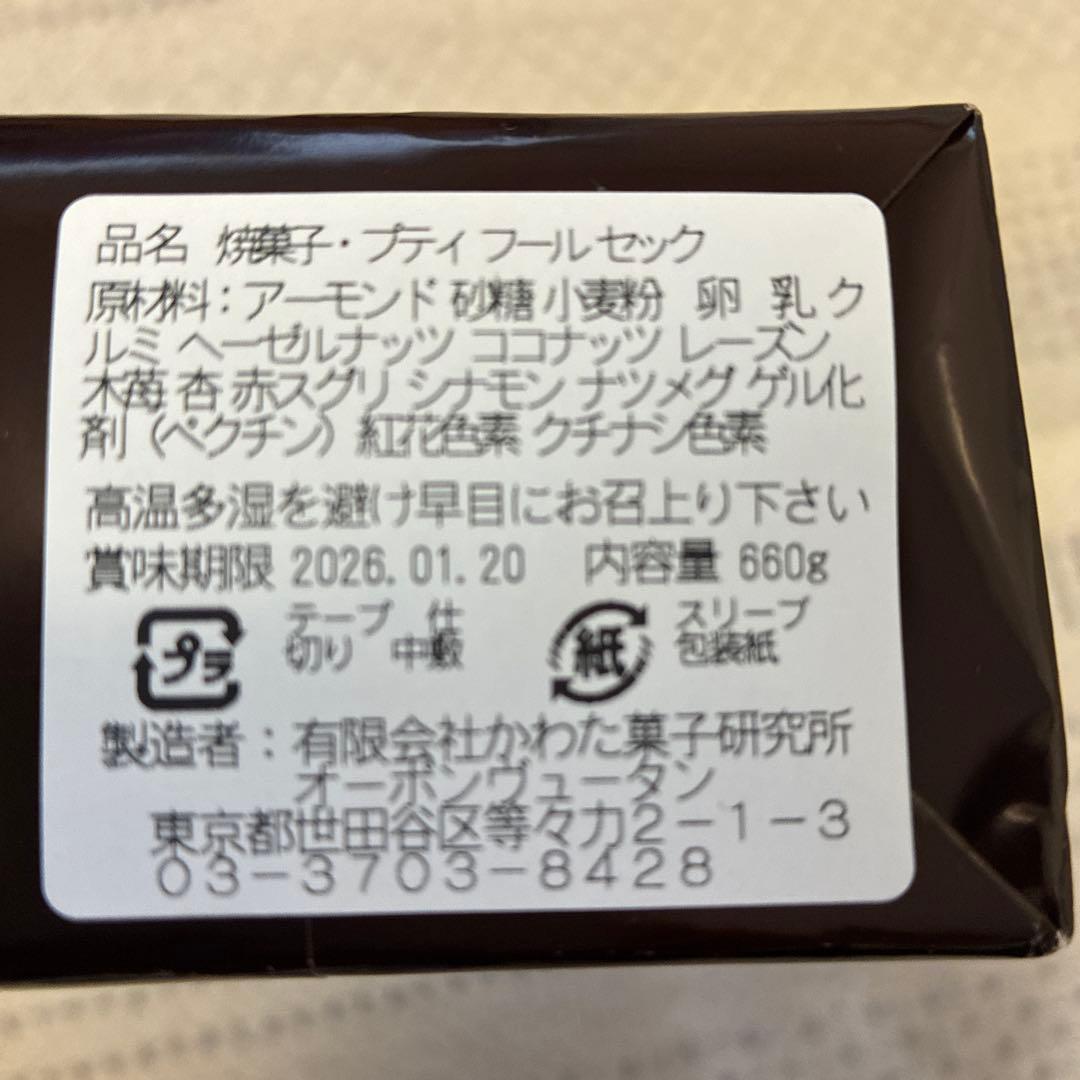 品名 焼菓子・プティフールセック
原材料：アーモンド 砂糖 小麦粉 卵 乳 ク
ルミ ヘーゼルナッツ ココナッツ レーズン
木苺 杏 赤スグリ シナモン ナツメグ ゲル化
剤（ペクチン）紅花色素 クチナシ色素
高温多湿を避け早目にお召上り下さい
賞味期限 2026.01.20 内容量 660g
プラ テープ 仕切り 中敷
紙 スリーブ 包装紙
製造者：有限会社かわた菓子研究所
オーボンヴュータン
東京都世田谷区等々力2－1－3
03－3703－8428